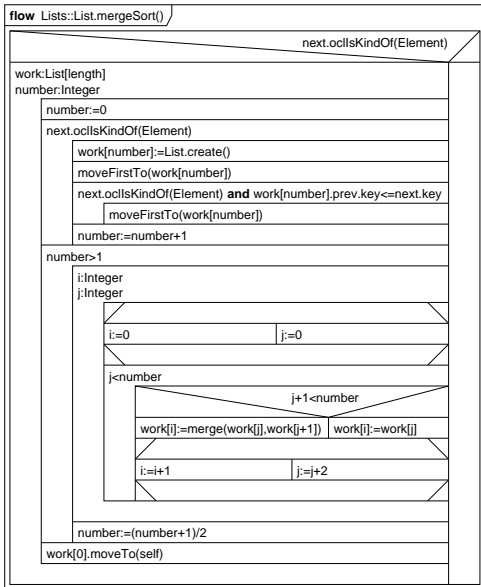 flow Lists::List.mergeSort()
next.oclIsKindOf(Element)
work:List[length]
number:Integer
number:=0
next.oclIsKindOf(Element)
work[number]:=List.create()
moveFirstTo(work[number])
next.oclIsKindOf(Element) and work[number].prev.key<=next.key
moveFirstTo(work[number])
number:=number+1
number>1
i:Integer
j:Integer
i:=0 j:=0
j<number
j+1<number
work[i]:=merge(work[j],work[j+1]) work[i]:=work[j]
i:=i+1 j:=j+2
number:=(number+1)/2
work[0].moveTo(self)